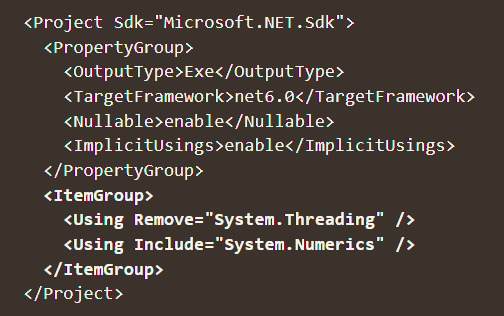 <Project Sdk="Microsoft.NET.Sdk">
  <PropertyGroup>
    <OutputType>Exe</OutputType>
    <TargetFramework>net6.0</TargetFramework>
    <Nullable>enable</Nullable>
    <ImplicitUsings>enable</ImplicitUsings>
  </PropertyGroup>
  <ItemGroup>
    <Using Remove="System.Threading" />
    <Using Include="System.Numerics" />
  </ItemGroup>
</Project>